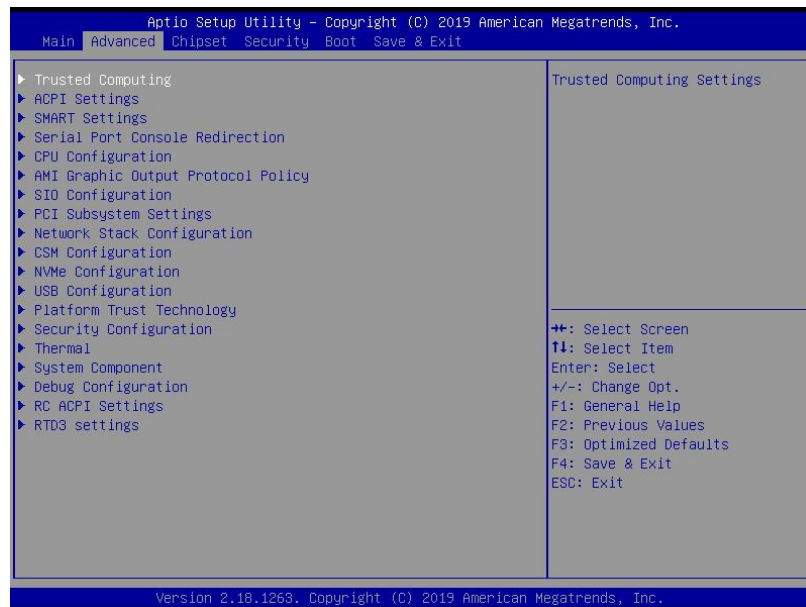 Aptio Setup Utility – Copyright (C) 2019 American Megatrends, Inc.
Main Advanced Chipset Security Boot Save & Exit
Trusted Computing
ACPI Settings
SMART Settings
Serial Port Console Redirection
CPU Configuration
AMI Graphic Output Protocol Policy
SIO Configuration
PCI Subsystem Settings
Network Stack Configuration
CSM Configuration
NVMe Configuration
USB Configuration
Platform Trust Technology
Security Configuration
Thermal
System Component
Debug Configuration
RC ACPI Settings
RTD3 settings
Trusted Computing Settings
→←: Select Screen
↑↓: Select Item
Enter: Select
+/-: Change Opt.
F1: General Help
F2: Previous Values
F3: Optimized Defaults
F4: Save & Exit
ESC: Exit
Version 2.18.1263. Copyright (C) 2019 American Megatrends, Inc.